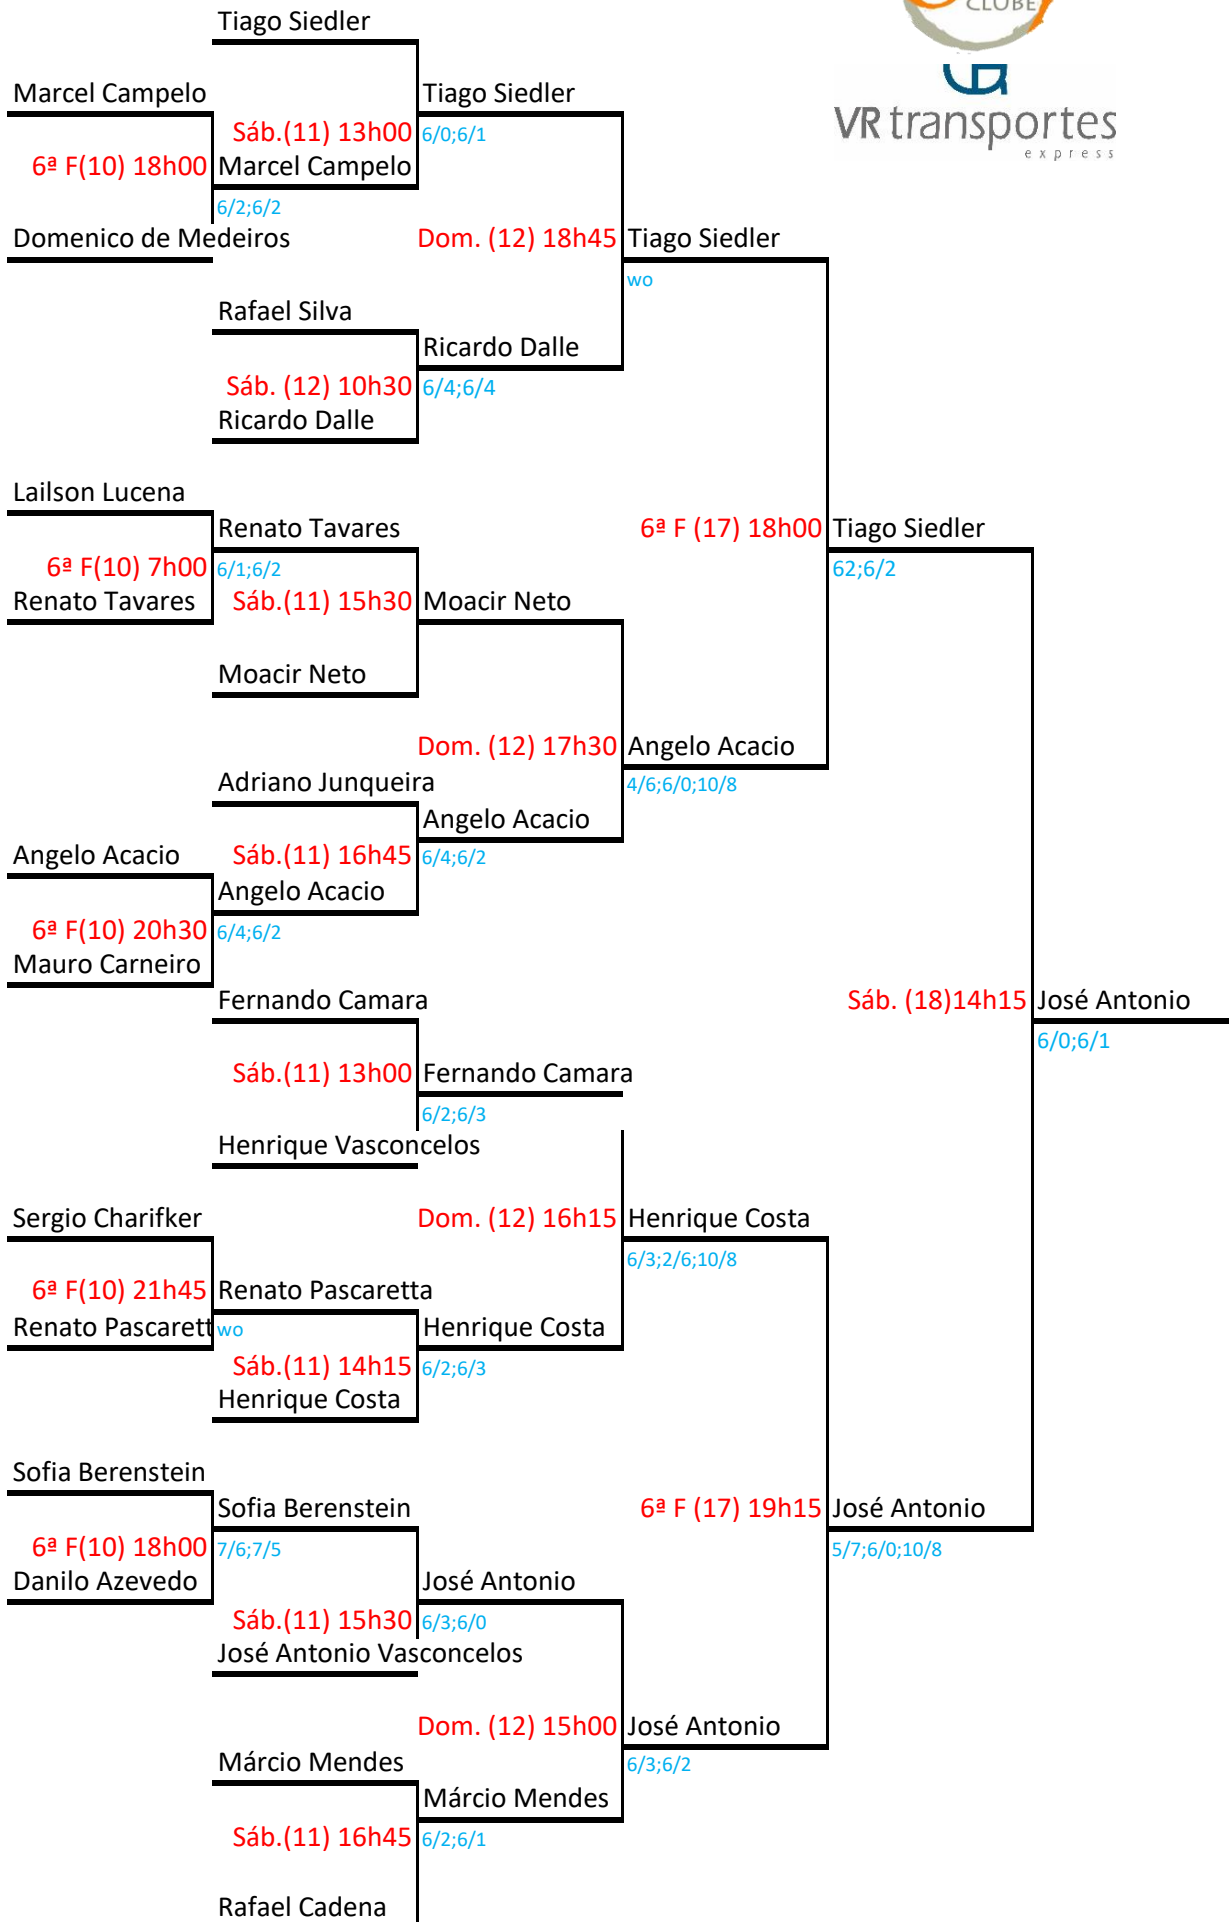 CLUBE
VR transportes
express
Tiago Siedler
Marcel Campelo
Tiago Siedler
Sáb.(11) 13h00
6/0;6/1
6ª F(10) 18h00
Marcel Campelo
6/2;6/2
Domenico de Medeiros
Dom. (12) 18h45
Tiago Siedler
wo
Rafael Silva
Ricardo Dalle
Sáb. (12) 10h30
6/4;6/4
Ricardo Dalle
Lailson Lucena
Renato Tavares
6ª F (17) 18h00
Tiago Siedler
6ª F(10) 7h00
6/1;6/2
62;6/2
Renato Tavares
Sáb.(11) 15h30
Moacir Neto
Moacir Neto
Dom. (12) 17h30
Angelo Acacio
Adriano Junqueira
4/6;6/0;10/8
Angelo Acacio
Angelo Acacio
Sáb.(11) 16h45
6/4;6/2
Angelo Acacio
6ª F(10) 20h30
6/4;6/2
Mauro Carneiro
Fernando Camara
Sáb. (18)14h15
José Antonio
6/0;6/1
Sáb.(11) 13h00
Fernando Camara
6/2;6/3
Henrique Vasconcelos
Sergio Charifker
Dom. (12) 16h15
Henrique Costa
6/3;2/6;10/8
6ª F(10) 21h45
Renato Pascaretta
Renato Pascarett
wo
Henrique Costa
Sáb.(11) 14h15
6/2;6/3
Henrique Costa
Sofia Berenstein
Sofia Berenstein
6ª F (17) 19h15
José Antonio
6ª F(10) 18h00
7/6;7/5
5/7;6/0;10/8
Danilo Azevedo
José Antonio
Sáb.(11) 15h30
6/3;6/0
José Antonio Vasconcelos
Dom. (12) 15h00
José Antonio
Márcio Mendes
6/3;6/2
Márcio Mendes
Sáb.(11) 16h45
6/2;6/1
Rafael Cadena